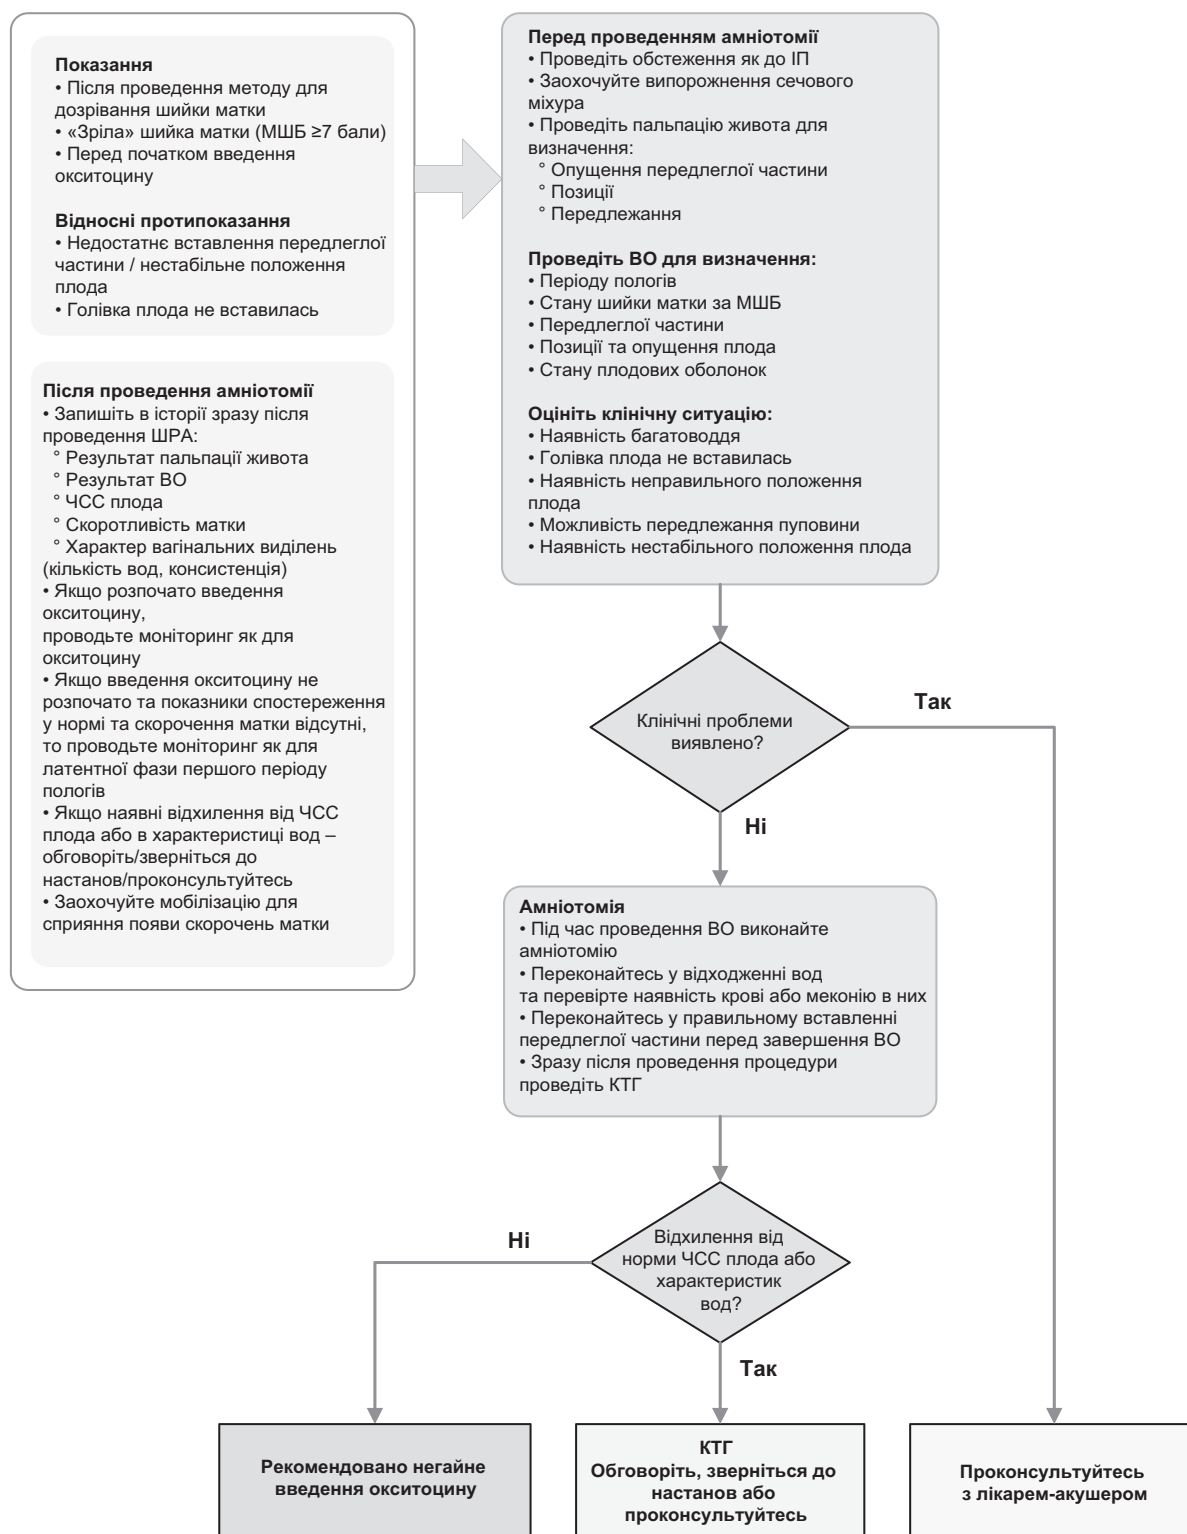 Показання
• Після проведення методу для
дозрівання шийки матки
• «Зріла» шийка матки (МШБ ≥7 бали)
• Перед початком введення
окситоцину
Відносні протипоказання
• Недостатнє вставлення передлеглої
частини / нестабільне положення
плода
• Голівка плода не вставилась
Після проведення амніотомії
• Запишіть в історії зразу після
проведення ШРА:
° Результат пальпації живота
° Результат ВО
° ЧСС плода
° Скоротливість матки
° Характер вагінальних виділень
(кількість вод, консистенція)
• Якщо розпочато введення
окситоцину,
проводьте моніторинг як для
окситоцину
• Якщо введення окситоцину не
розпочато та показники спостереження
у нормі та скорочення матки відсутні,
то проводьте моніторинг як для
латентної фази першого періоду
пологів
• Якщо наявні відхилення від ЧСС
плода або в характеристиці вод –
обговоріть/зверніться до
настанов/проконсультуйтесь
• Заохочуйте мобілізацію для
сприяння появи скорочень матки
Перед проведенням амніотомії
• Проведіть обстеження як до ІП
• Заохочуйте випорожнення сечового
міхура
• Проведіть пальпацію живота для
визначення:
° Опущення передлеглої частини
° Позиції
° Передлежання
Проведіть ВО для визначення:
• Періоду пологів
• Стану шийки матки за МШБ
• Передлеглої частини
• Позиції та опущення плода
• Стану плодових оболонок
Оцініть клінічну ситуацію:
• Наявність багатоводдя
• Голівка плода не вставилась
• Наявність неправильного положення
плода
• Можливість передлежання пуповини
• Наявність нестабільного положення плода
Клінічні проблеми
виявлено?
Так
Ні
Амніотомія
• Під час проведення ВО виконайте
амніотомію
• Переконайтесь у відходженні вод
та перевірте наявність крові або меконію в них
• Переконайтесь у правильному вставленні
передлеглої частини перед завершення ВО
• Зразу після проведення процедури
проведіть КТГ
Відхилення від
норми ЧСС плода або
характеристик
вод?
Ні
Так
Рекомендовано негайне
введення окситоцину
КТГ
Обговоріть, зверніться до
настанов або
проконсультуйтесь
Проконсультуйтесь
з лікарем-акушером